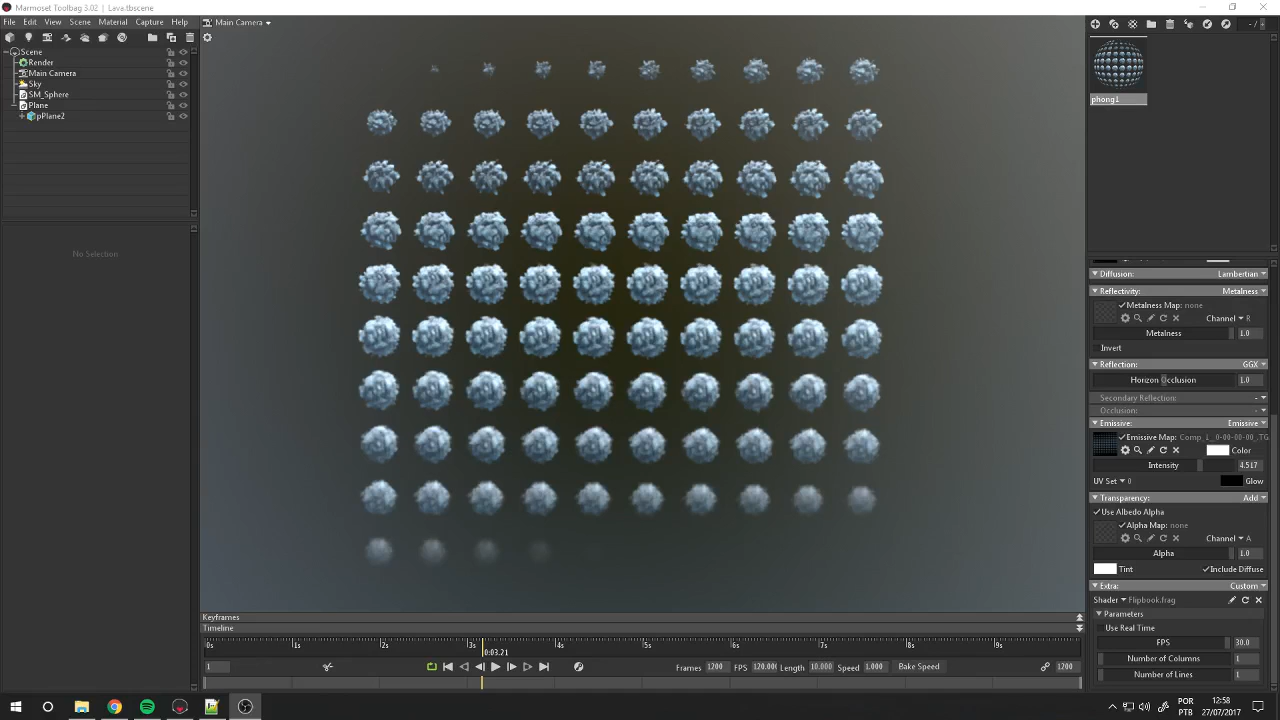 Marmoset Toolbag 3.02 - Lava.tbscene
File Edit View Scene Material Capture Help
Main Camera
Scene
Render
Main Camera
Sky
SM_Sphere
Plane
pPlane2
No Selection
phong1
Diffusion: Lambertian
Reflectivity: Metalness
Metalness Map: none
Channel R
Metalness 1.0
Invert
Reflection: GGX
Horizon Occlusion 1.0
Secondary Reflection: -
Occlusion: -
Emissive: Emissive
Emissive Map: Comp_L_0-00-00-00_.TG
Color
Intensity 4.517
UV Set 0 Glow
Transparency: Add
Use Albedo Alpha
Alpha Map: none
Channel A
Alpha 1.0
Tint Include Diffuse
Extra: Custom
Shader Flipbook.frag
Parameters
Use Real Time
FPS 30.0
Number of Columns 1
Number of Lines 1
Keyframes
Timeline
0s 1s 2s 3s 4s 5s 6s 7s 8s 9s
0:03.21
1 Frames 1200 FPS 120.000 Length 10.000 Speed 1.000 Bake Speed 1200
POR 12:58
PTB 27/07/2017